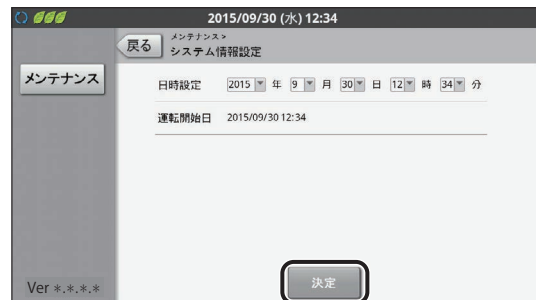 2015/09/30 (水) 12:34
戻る
メンテナンス >
システム情報設定
メンテナンス
日時設定 2015 年 9 月 30 日 12 時 34 分
運転開始日 2015/09/30 12:34
決定
Ver *.*.*.*